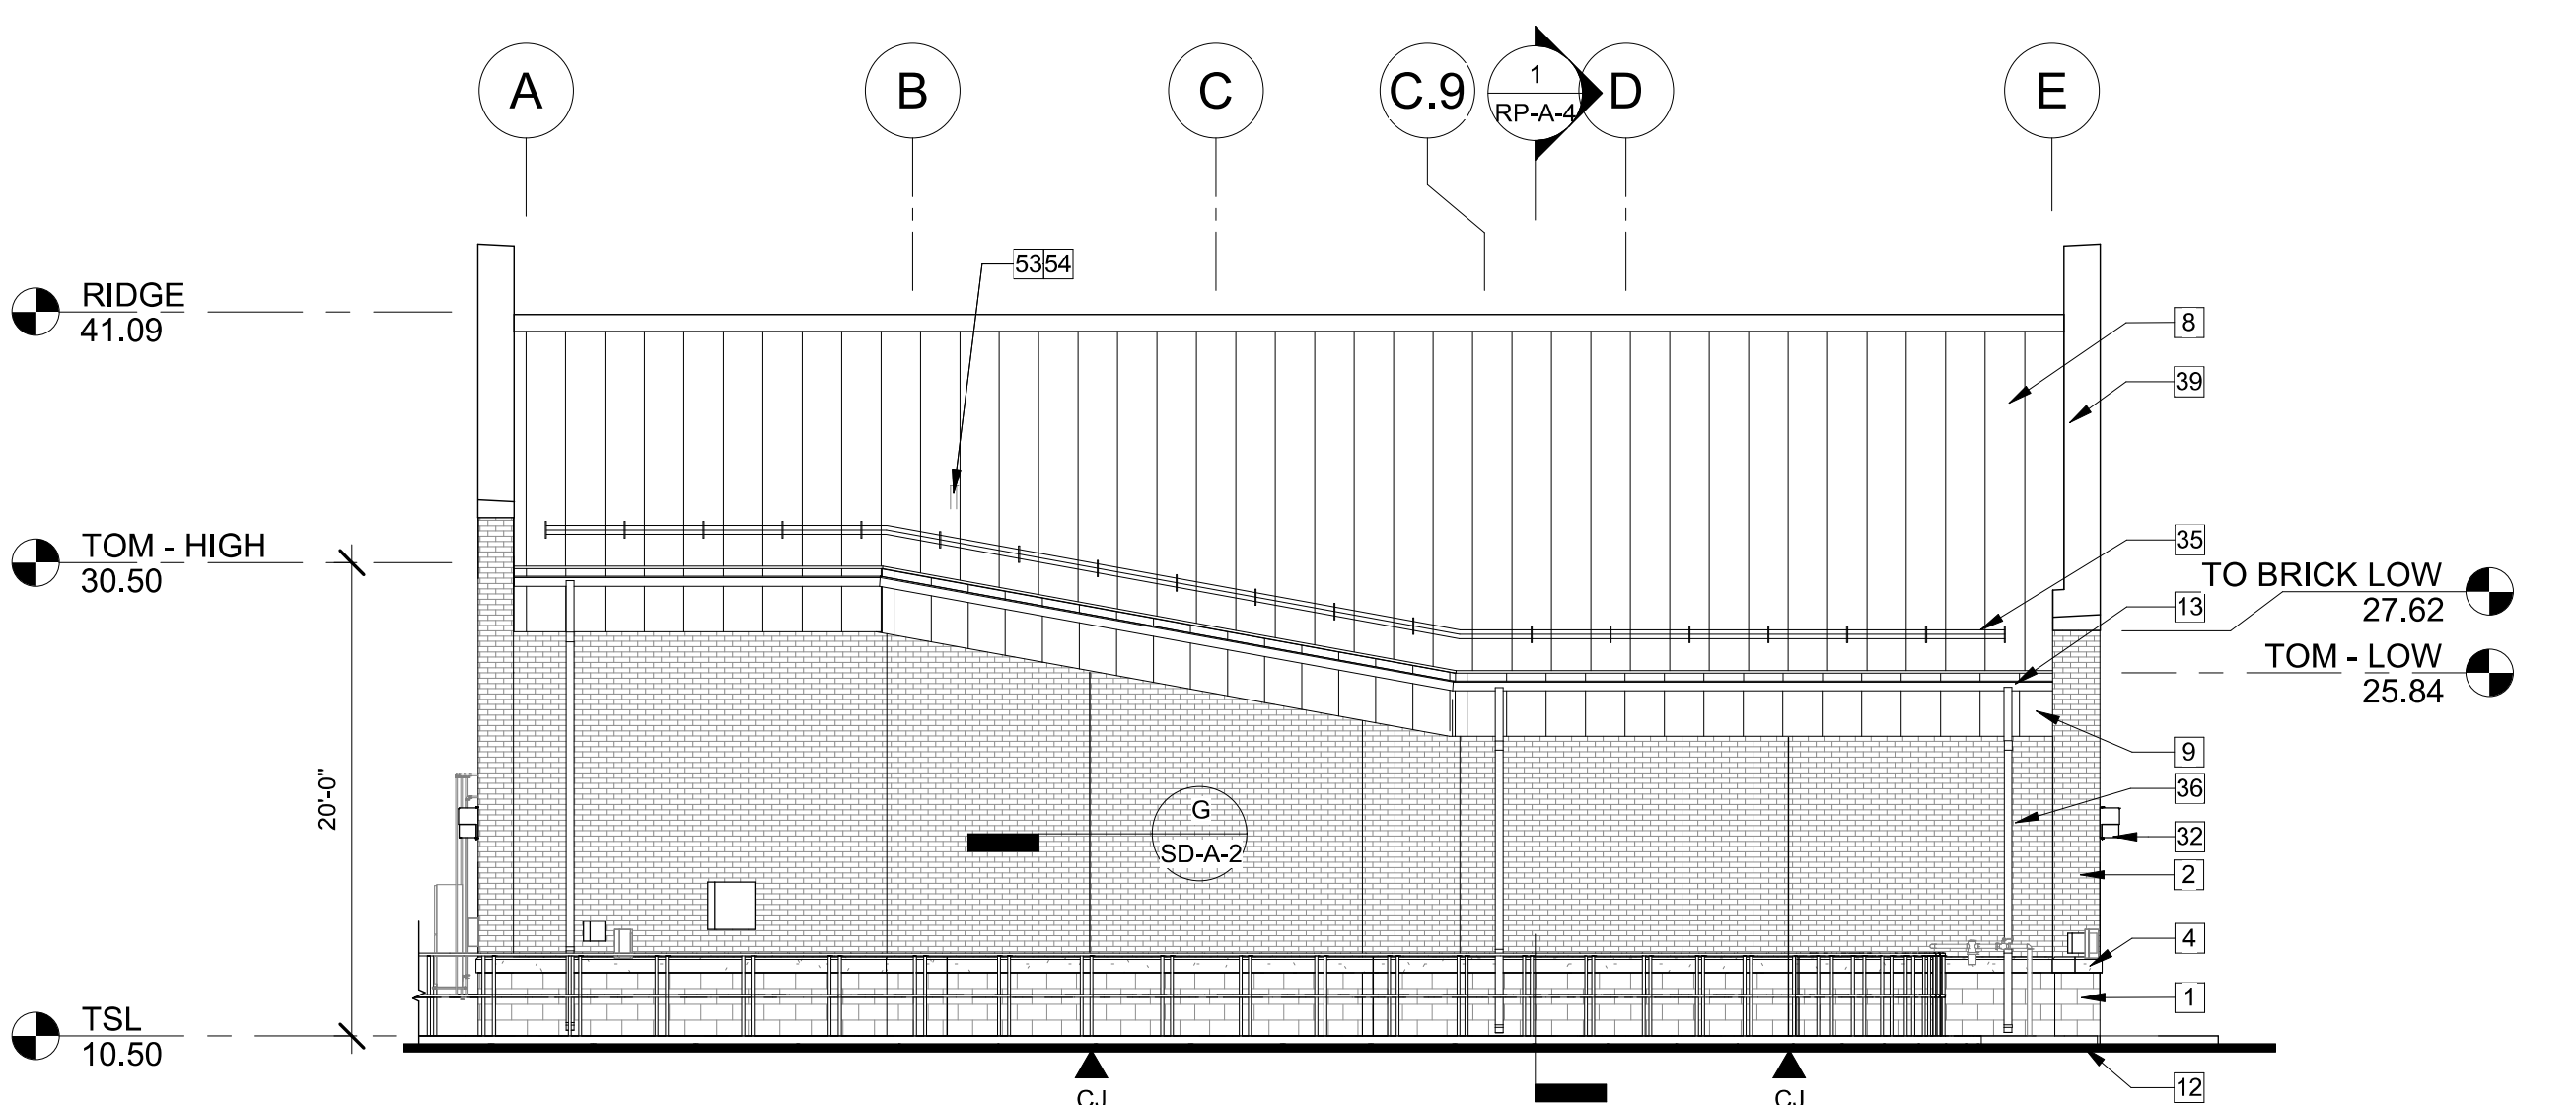 A
B
C
C.9
1
RP-A-4
D
E
5354
RIDGE
41.09
8
39
TOM - HIGH
30.50
35
TO BRICK LOW
27.62
13
TOM - LOW
25.84
9
20'-0"
36
G
SD-A-2
32
2
4
1
TSL
10.50
12
CJ
CJ